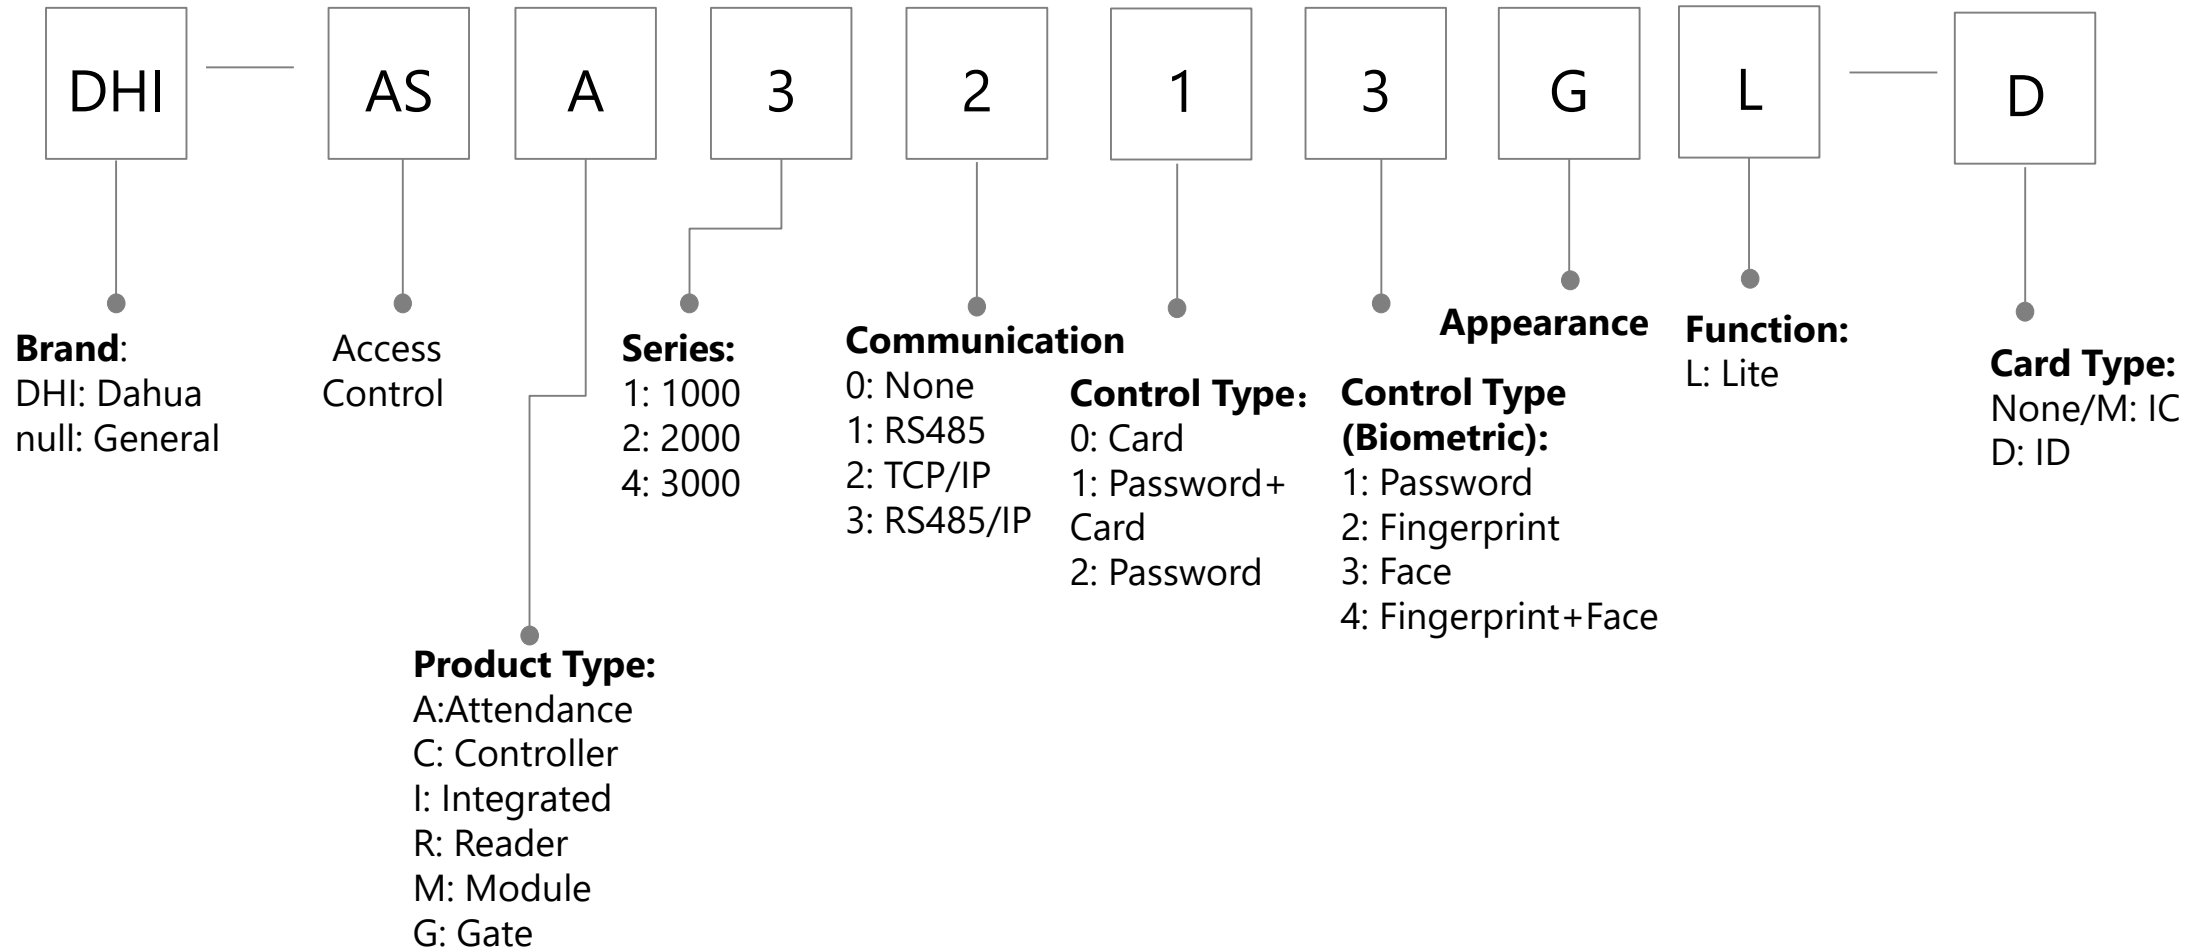 DHI
AS
A
3
2
1
3
G
L
D
Brand:
DHI: Dahua
null: General
Access
Control
Product Type:
A:Attendance
C: Controller
I: Integrated
R: Reader
M: Module
G: Gate
Series:
1: 1000
2: 2000
4: 3000
Communication
0: None
1: RS485
2: TCP/IP
3: RS485/IP
Control Type：
0: Card
1: Password+
Card
2: Password
Control Type
(Biometric):
1: Password
2: Fingerprint
3: Face
4: Fingerprint+Face
Appearance
Function:
L: Lite
Card Type:
None/M: IC
D: ID